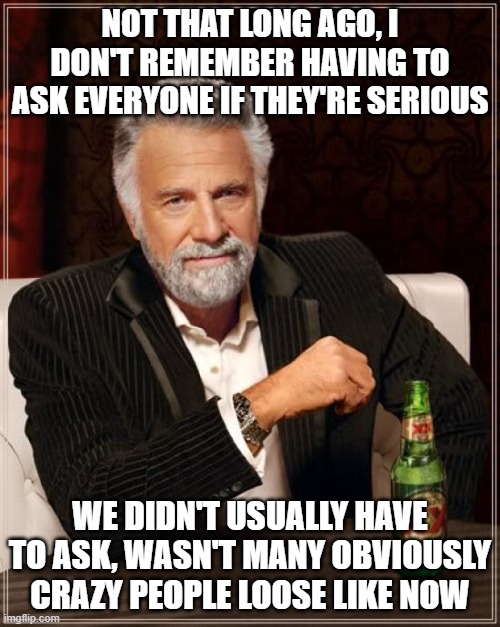 NOT THAT LONG AGO, I
DON'T REMEMBER HAVING TO
ASK EVERYONE IF THEY'RE SERIOUS
XX
WE DIDN'T USUALLY HAVE
TO ASK, WASN'T MANY OBVIOUSLY
CRAZY PEOPLE LOOSE LIKE NOW
imgflip.com